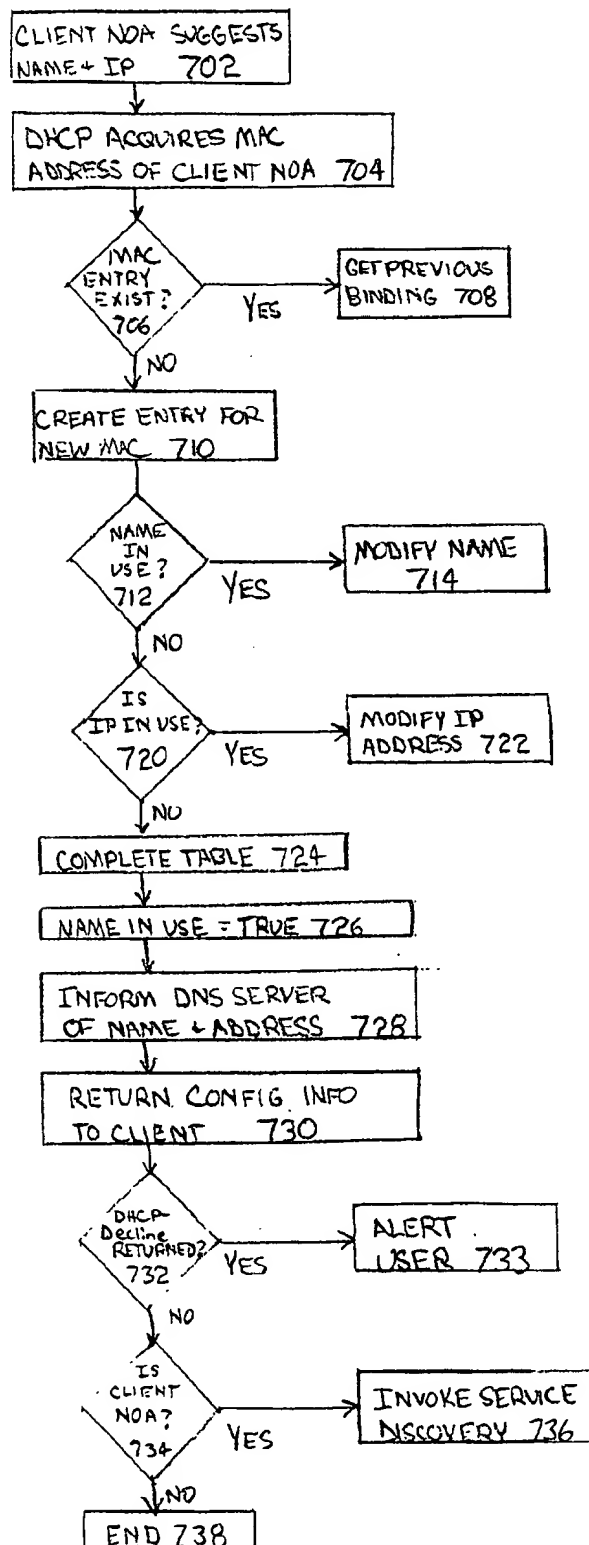 CLIENT NOA SUGGESTS
NAME + IP 702
DHCP ACQUIRES MAC
ADDRESS OF CLIENT NOA 704
MAC
ENTRY
EXIST?
706
YES
GET PREVIOUS
BINDING 708
NO
CREATE ENTRY FOR
NEW MAC 710
NAME
IN
USE?
712
YES
MODIFY NAME
714
NO
IS
IP IN USE?
720
YES
MODIFY IP
ADDRESS 722
NO
COMPLETE TABLE 724
NAME IN USE = TRUE 726
INFORM DNS SERVER
OF NAME + ADDRESS 728
RETURN CONFIG INFO
TO CLIENT 730
DHCP-
Decline
RETURNED?
732
YES
ALERT
USER 733
NO
IS
CLIENT
NOA?
734
YES
INVOKE SERVICE
DISCOVERY 736
NO
END 738